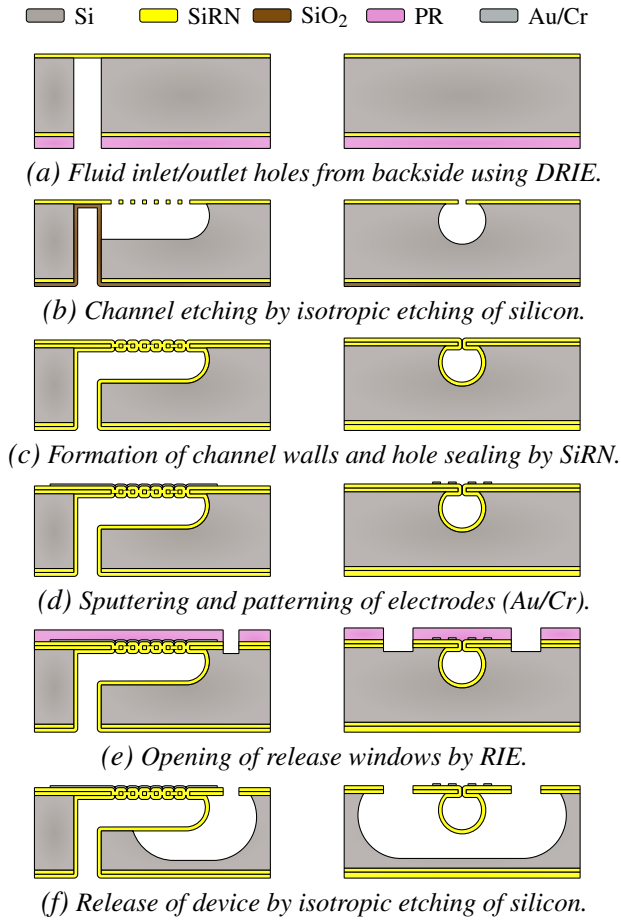 Si SiRN SiO₂ PR Au/Cr
(a) Fluid inlet/outlet holes from backside using DRIE.
(b) Channel etching by isotropic etching of silicon.
(c) Formation of channel walls and hole sealing by SiRN.
(d) Sputtering and patterning of electrodes (Au/Cr).
(e) Opening of release windows by RIE.
(f) Release of device by isotropic etching of silicon.